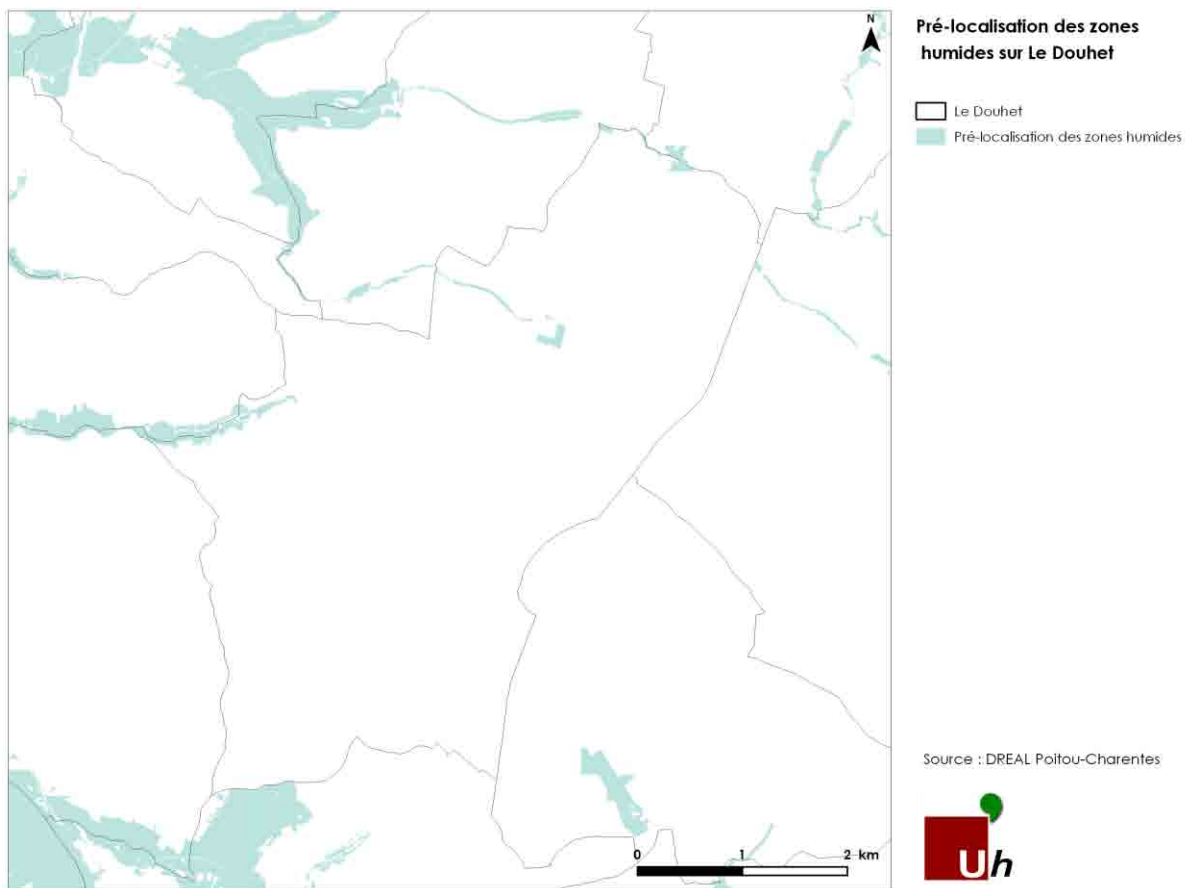 N
Pré-localisation des zones
humides sur Le Douhet
Le Douhet
Pré-localisation des zones humides
Source : DREAL Poitou-Charentes
0 1 2 km
Uh